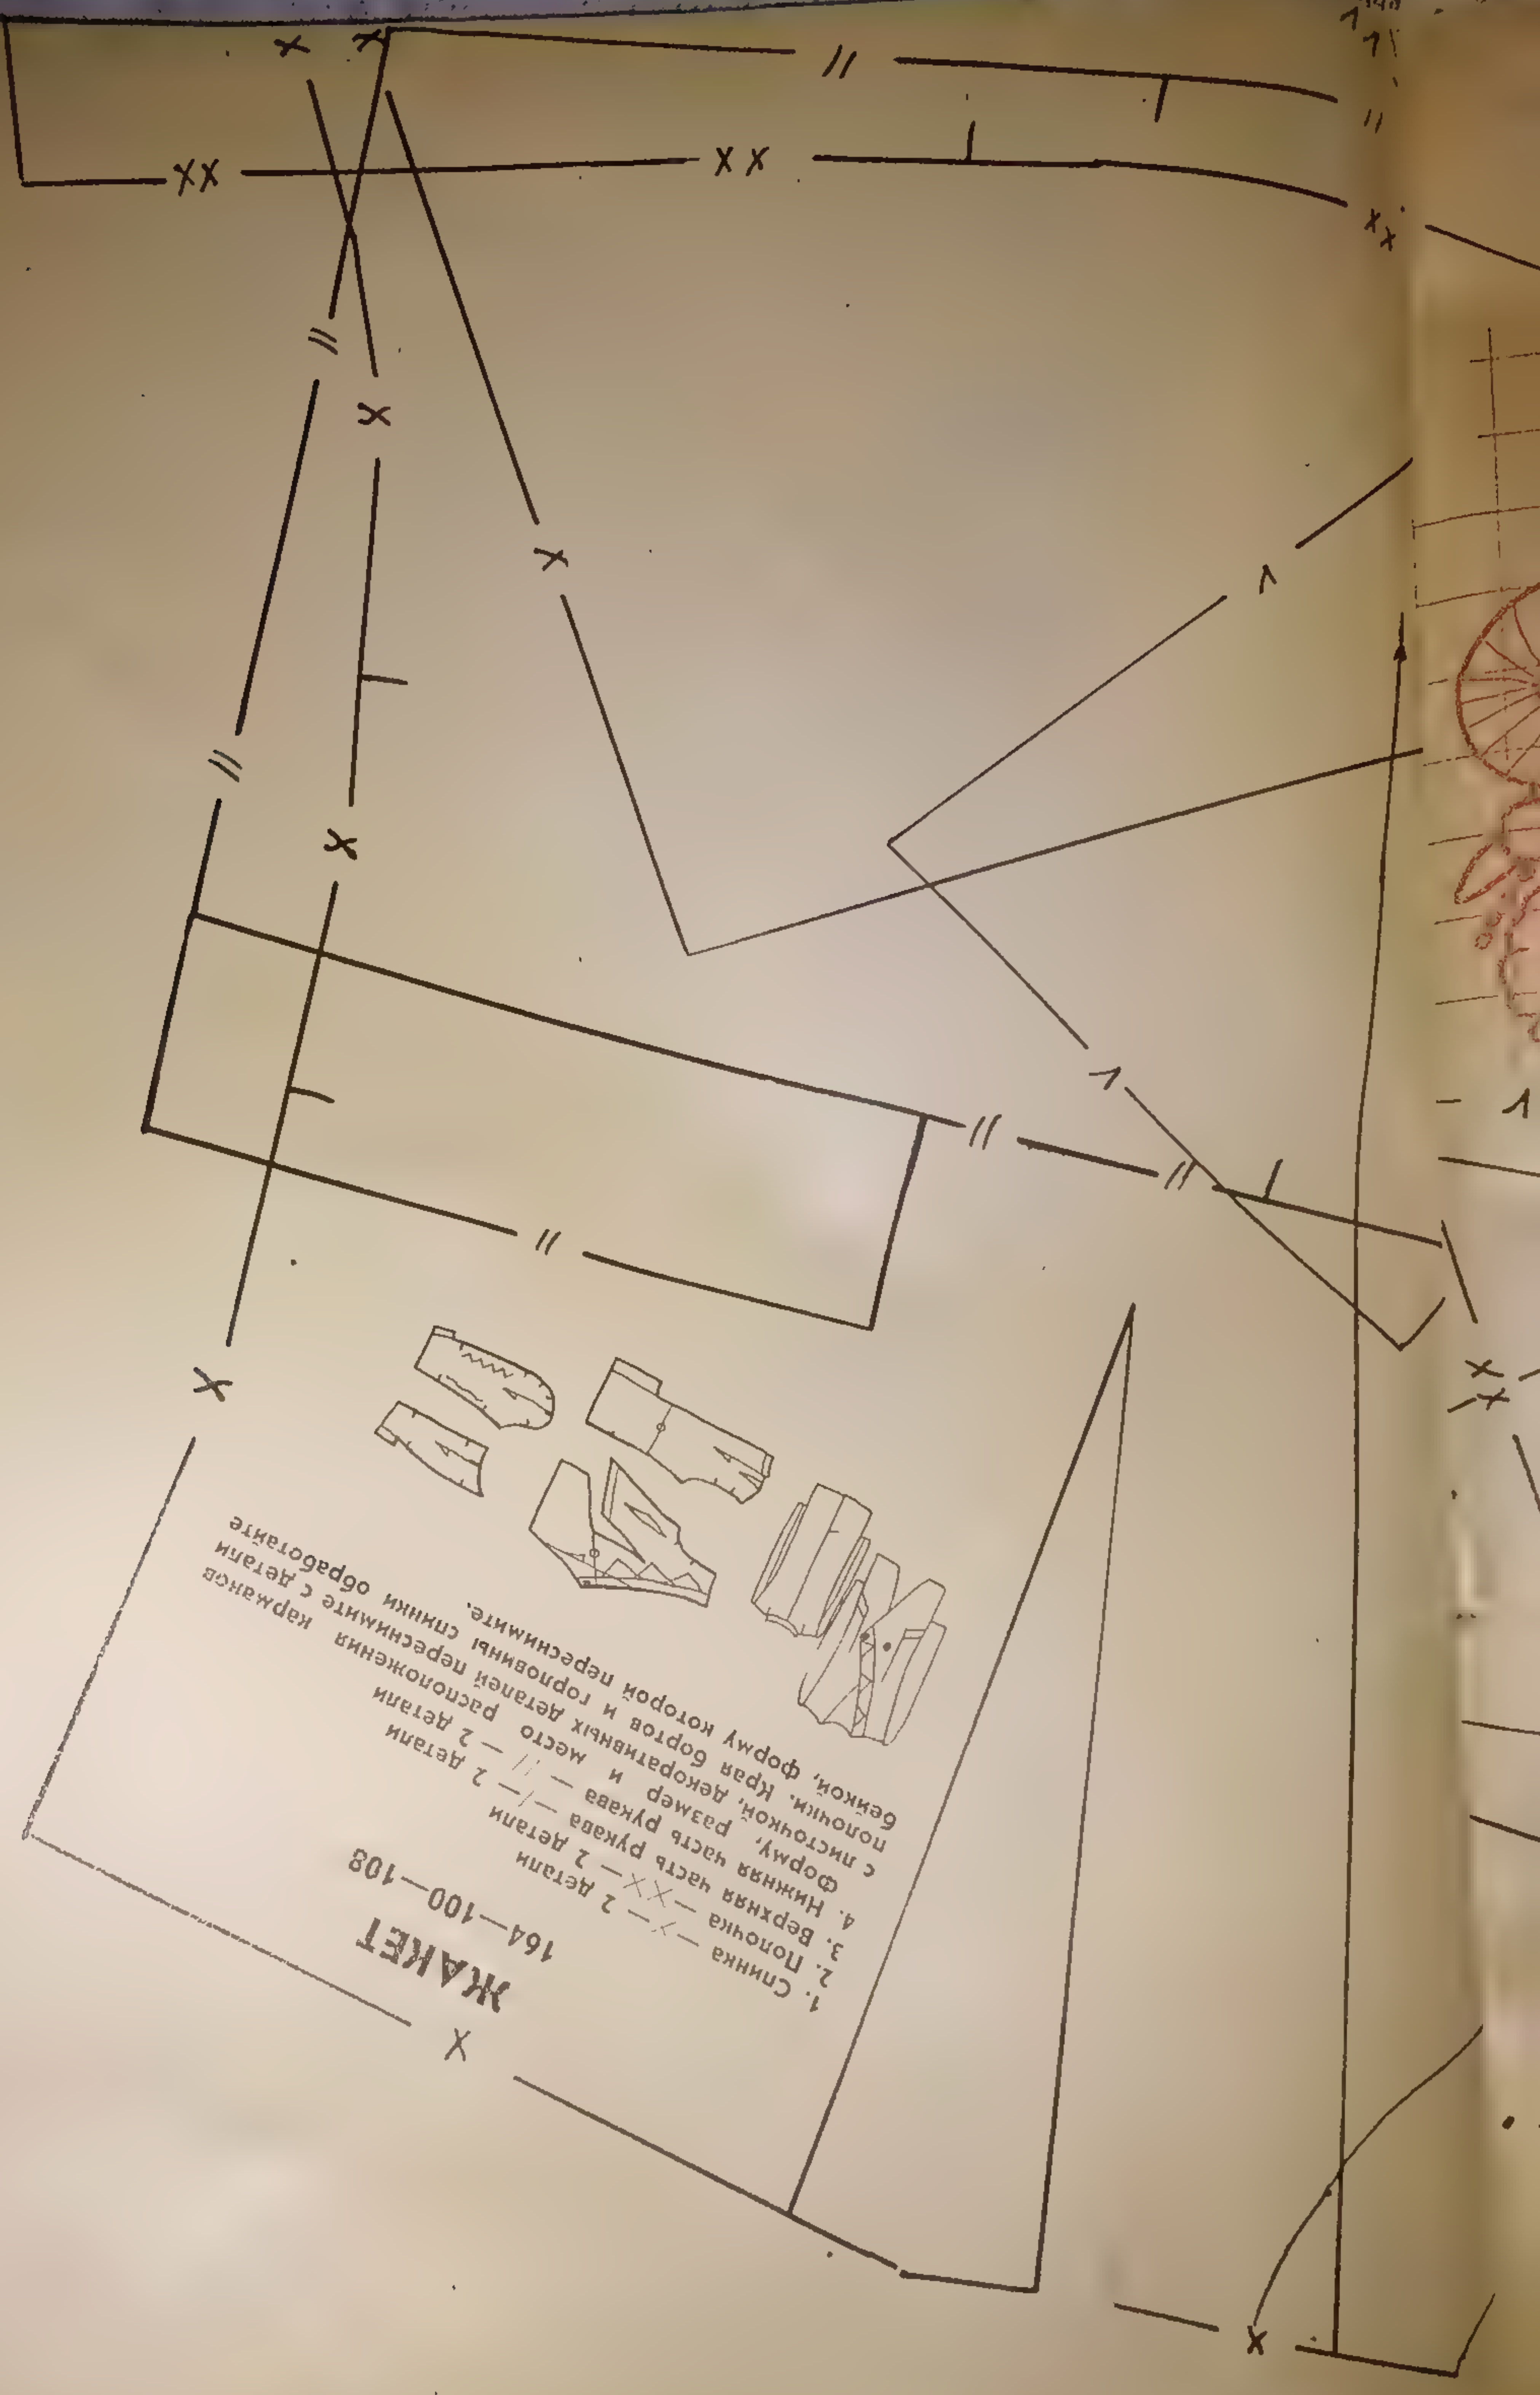 ЖАКЕТ
164—100—108
1. Спинка —X— 2 детали
2. Полочка —XX— 2 детали
3. Верхняя часть рукава —/— 2 детали
4. Нижняя часть рукава —//— 2 детали
Форму, размер и место расположения карманов
с листочкой, декоративных деталей переснимите с детали
полочки. Края бортов и горловины спинки обработайте
бейкой, форму которой переснимите.